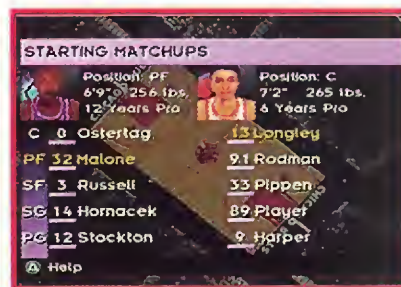 STARTING MATCHUPS
Position: PF
6'9" 256 lbs.
12 Years Pro
Position: C
7'2" 265 lbs.
6 Years Pro
C 0 Ostertag 13 Longley
PF 32 Malone 91 Rodman
SF 3 Russell 33 Pippen
SG 14 Hornacek 89 Player
PG 12 Stockton 9 Harper
A Help